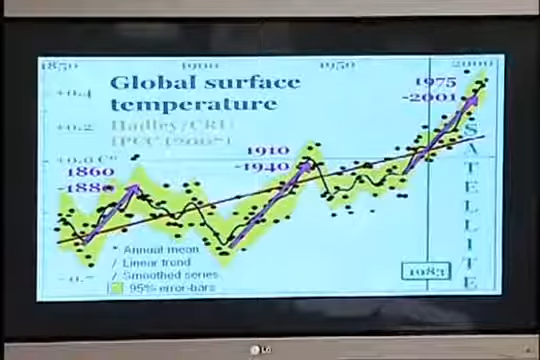 1850 1900 1950 2000
Global surface
temperature
Hadley/CRU
IPCC (2007)
+0.4
+0.2
+0.0 C°
1860
-1880
1910
-1940
1975
-2001
SATELLITE
• Annual mean
/ Linear trend
/ Smoothed series
95% error-bars
1983
LG